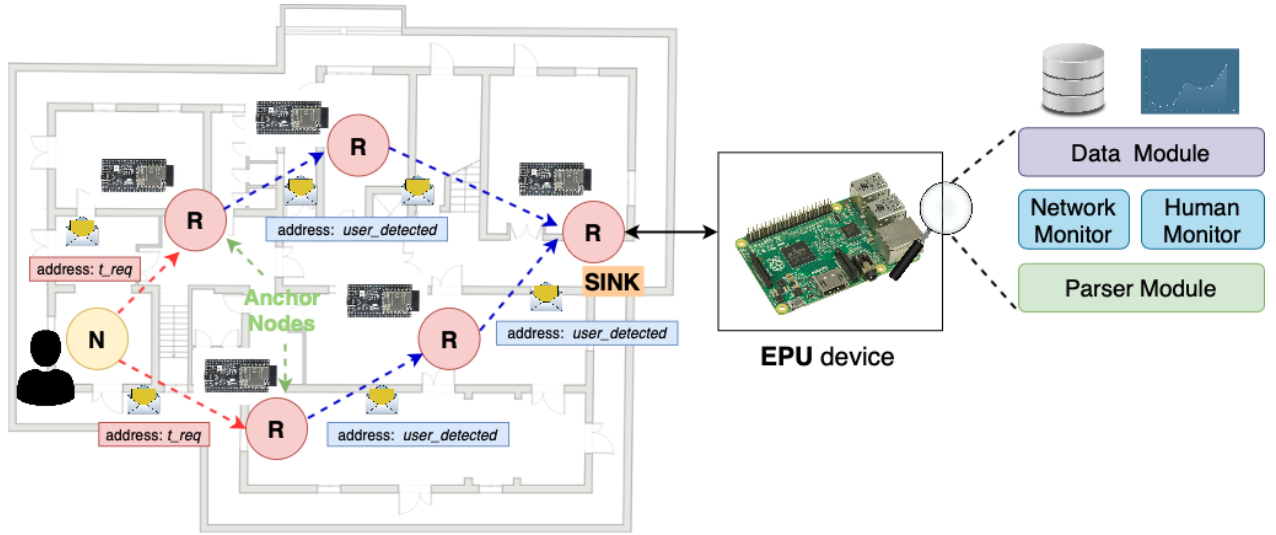 R
Data Module
R
address: user_detected
R
R
Network
Monitor
Human
Monitor
address: t_req
SINK
Parser Module
Anchor
Nodes
N
R
address: user_detected
EPU device
address: t_req
R
address: user_detected